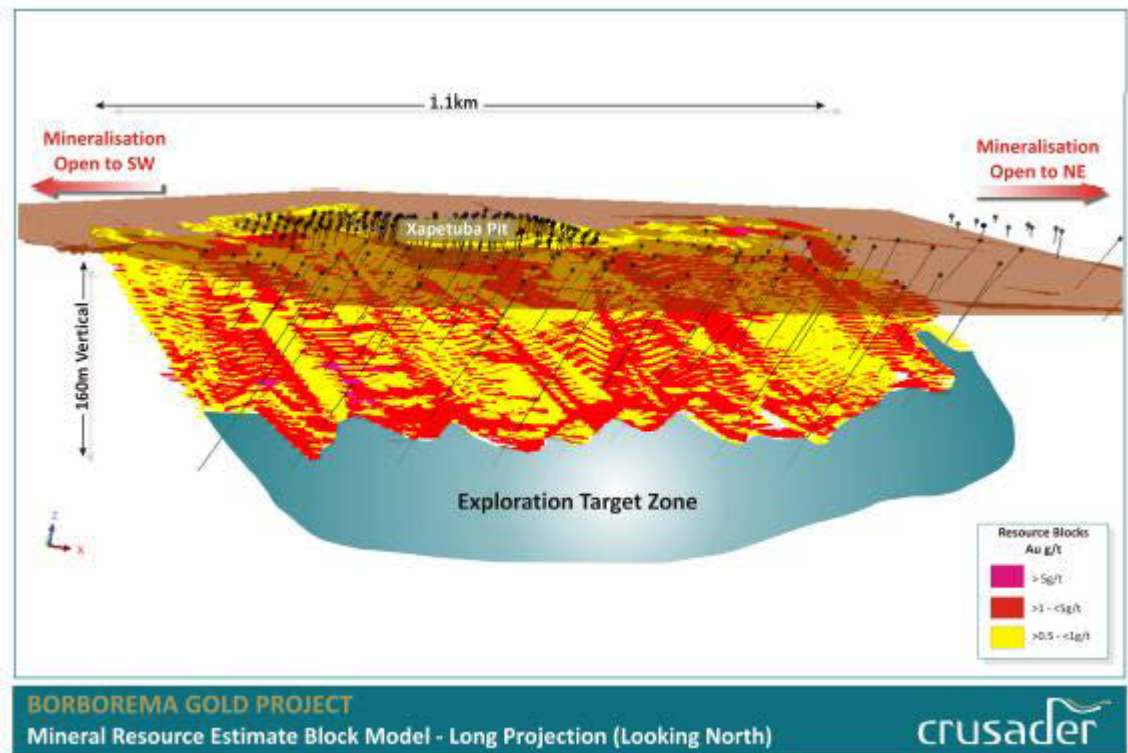 1.1km
Mineralisation
Open to SW
Mineralisation
Open to NE
Xapetuba Pit
160m Vertical
Exploration Target Zone
Z
X
Resource Blocks
Au g/t
> 5g/t
>1 - <5g/t
>0.5 - <1g/t
BORBOREMA GOLD PROJECT
Mineral Resource Estimate Block Model - Long Projection (Looking North)
crusader